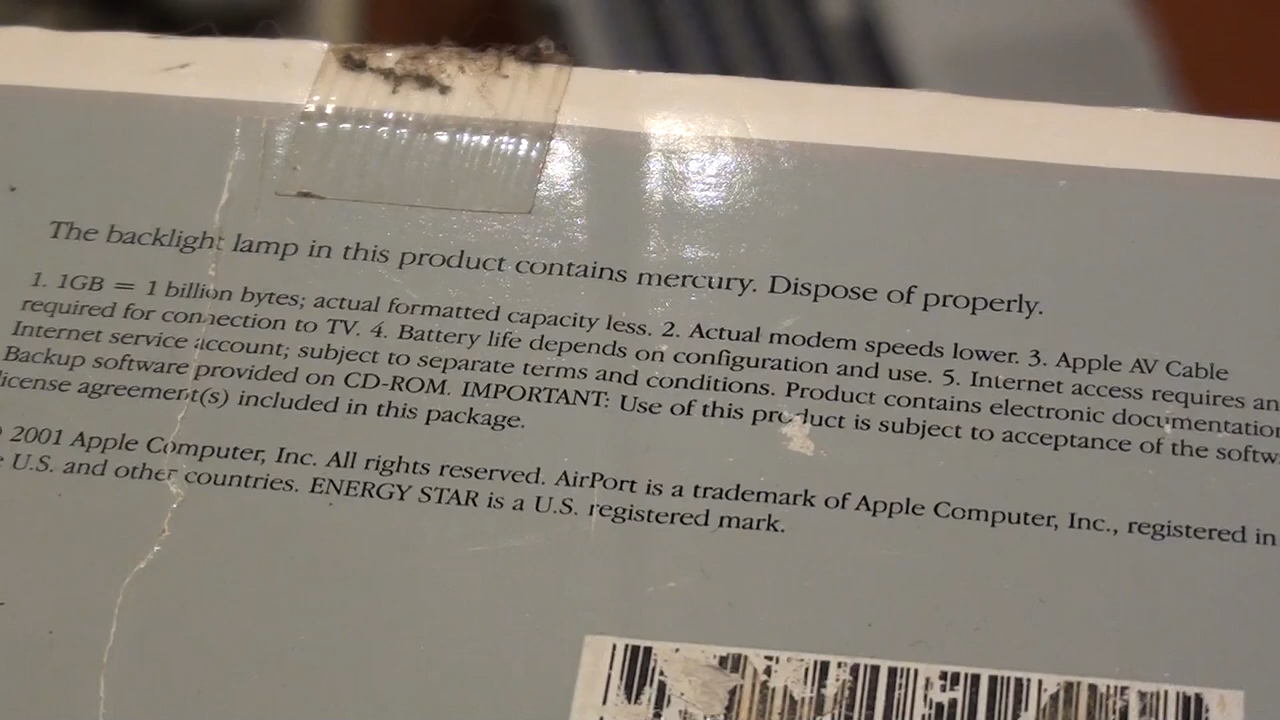 The backlight lamp in this product contains mercury. Dispose of properly.
1. 1GB = 1 billion bytes; actual formatted capacity less. 2. Actual modem speeds lower. 3. Apple AV Cable
required for connection to TV. 4. Battery life depends on configuration and use. 5. Internet access requires an
Internet service account; subject to separate terms and conditions. Product contains electronic documentation
Backup software provided on CD-ROM. IMPORTANT: Use of this product is subject to acceptance of the softw
license agreement(s) included in this package.
2001 Apple Computer, Inc. All rights reserved. AirPort is a trademark of Apple Computer, Inc., registered in
U.S. and other countries. ENERGY STAR is a U.S. registered mark.